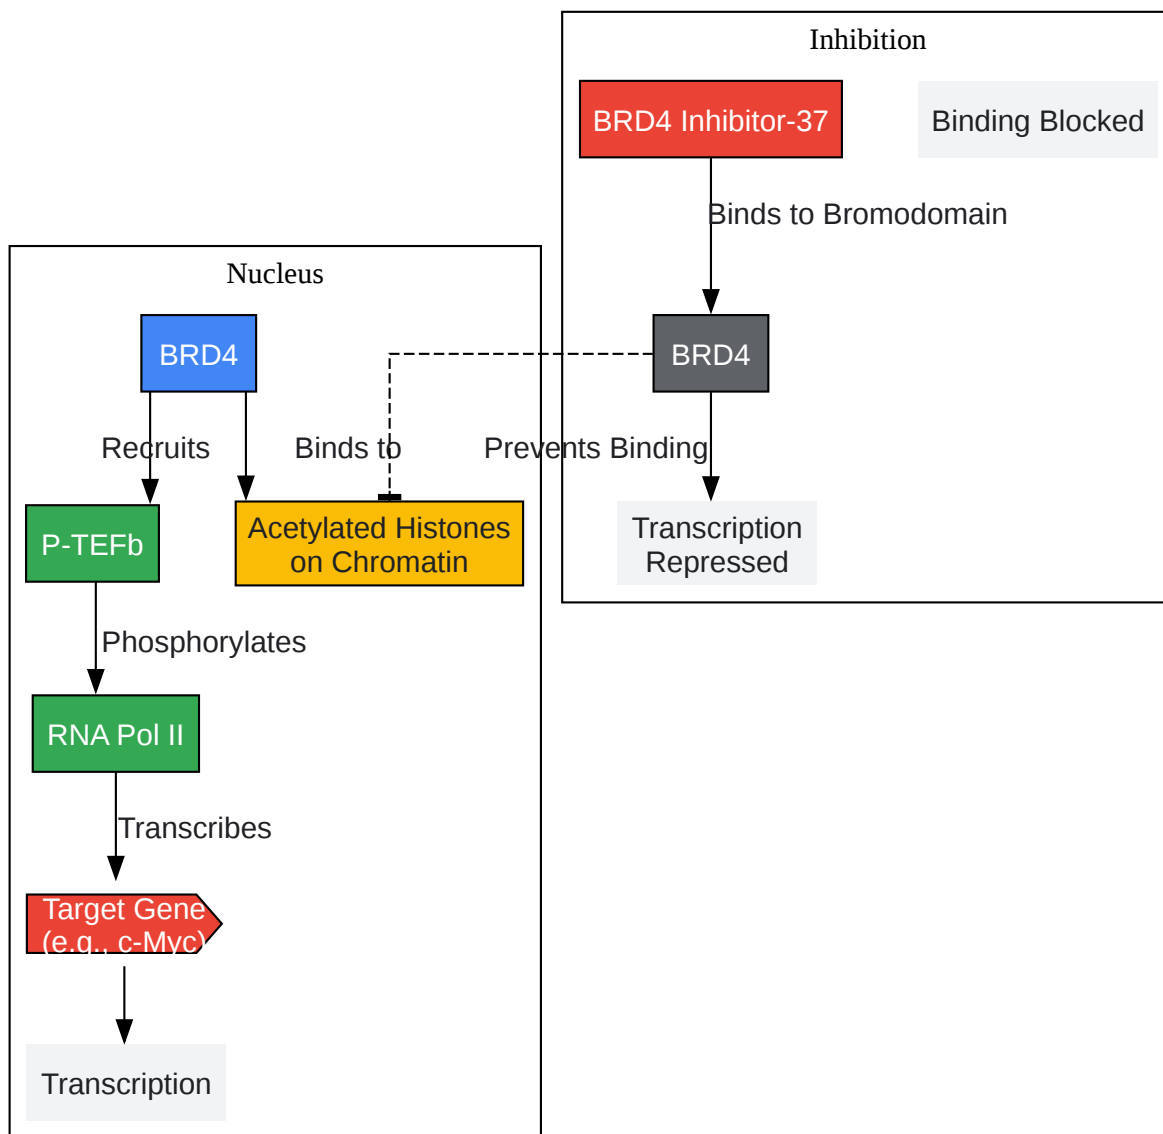 Inhibition
BRD4 Inhibitor-37
Binding Blocked
Binds to Bromodomain
Nucleus
BRD4
BRD4
Recruits
Binds to
Prevents Binding
P-TEFb
Acetylated Histones
on Chromatin
Transcription
Repressed
Phosphorylates
RNA Pol II
Transcribes
Target Gene
(e.g., c-Myc)
Transcription